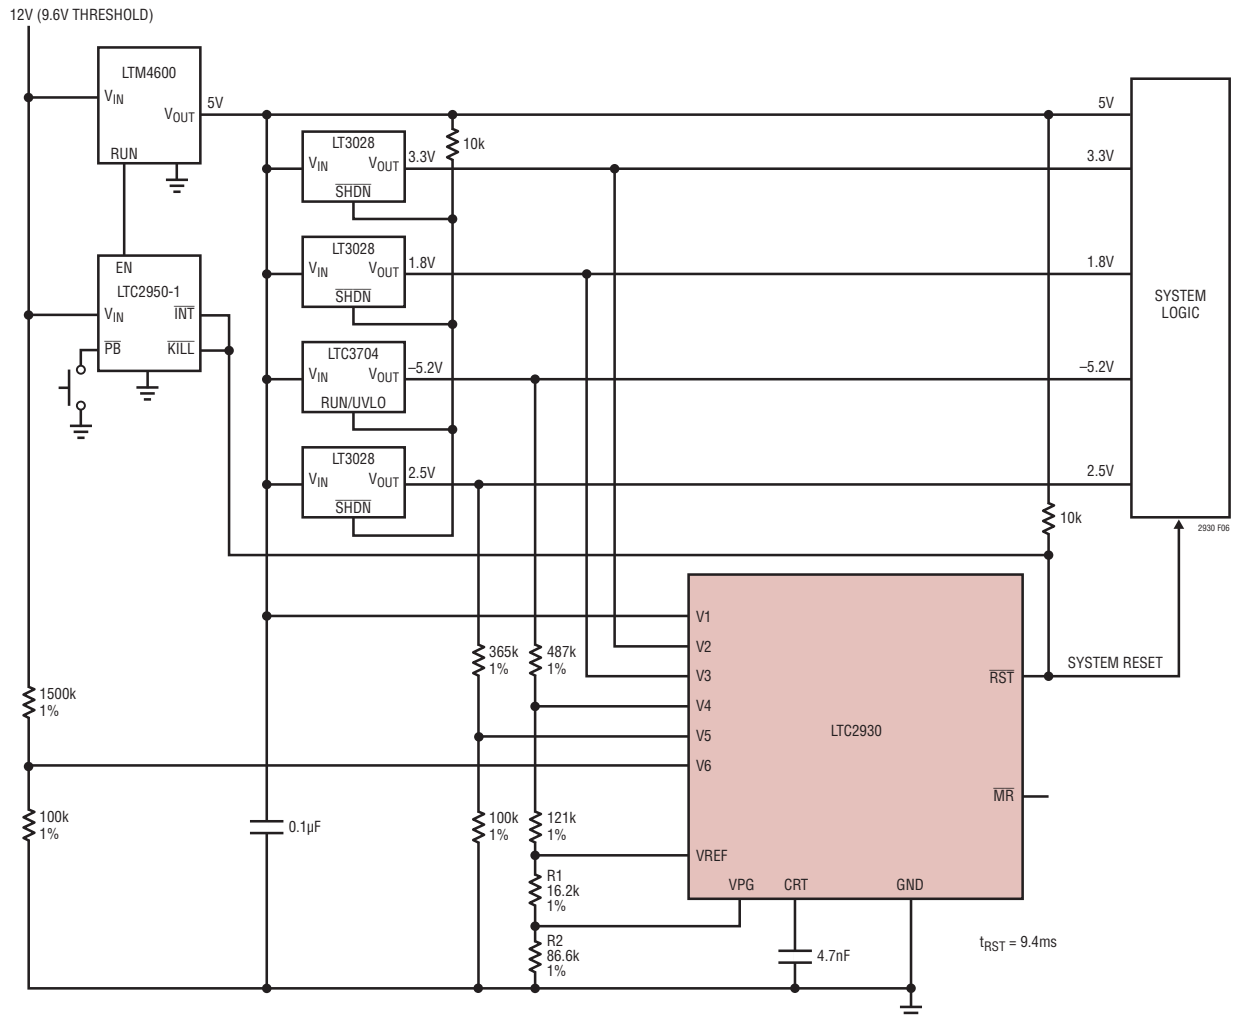 12V (9.6V THRESHOLD)
LTM4600
VIN
VOUT
RUN
5V
LT3028
VIN
VOUT
SHDN
3.3V
10k
5V
3.3V
EN
LTC2950-1
VIN
INT
PB
KILL
LT3028
VIN
VOUT
SHDN
1.8V
1.8V
SYSTEM
LOGIC
LTC3704
VIN
VOUT
RUN/UVLO
–5.2V
–5.2V
LT3028
VIN
VOUT
SHDN
2.5V
2.5V
10k
2930 F06
V1
V2
V3
V4
V5
V6
VREF
VPG
CRT
GND
RST
MR
LTC2930
SYSTEM RESET
365k
1%
487k
1%
1500k
1%
100k
1%
0.1µF
100k
1%
121k
1%
R1
16.2k
1%
R2
86.6k
1%
4.7nF
tRST = 9.4ms